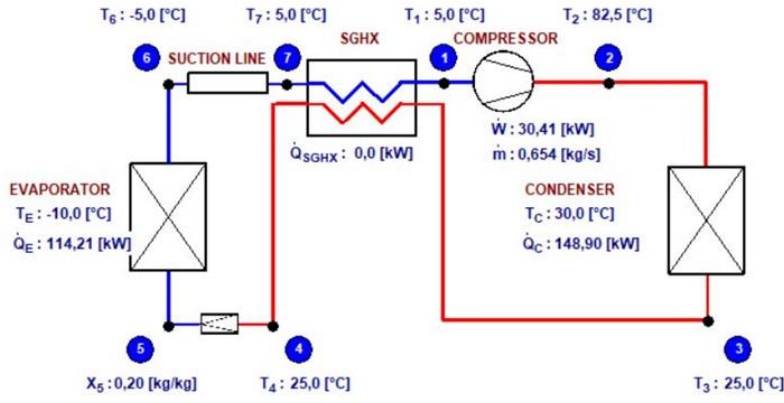 T6 : -5,0 [°C]
T7 : 5,0 [°C]
T1 : 5,0 [°C]
T2 : 82,5 [°C]
SGHX
COMPRESSOR
SUCTION LINE
6
7
1
2
Ẇ : 30,41 [kW]
ṁ : 0,654 [kg/s]
Q̇SGHX : 0,0 [kW]
EVAPORATOR
TE : -10,0 [°C]
Q̇E : 114,21 [kW]
CONDENSER
TC : 30,0 [°C]
Q̇C : 148,90 [kW]
5
4
3
X5 : 0,20 [kg/kg]
T4 : 25,0 [°C]
T3 : 25,0 [°C]